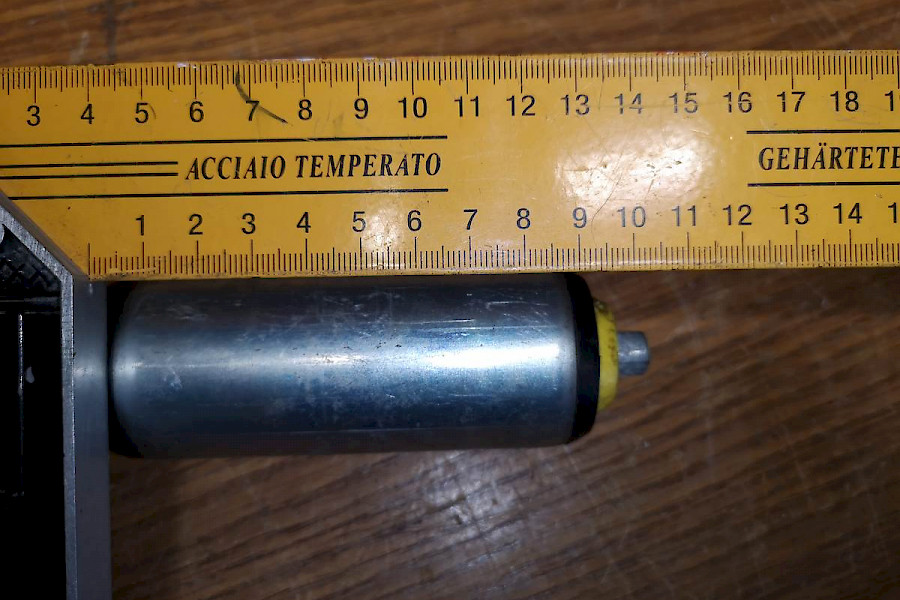 3 4 5 6 7 8 9 10 11 12 13 14 15 16 17 18
ACCIAIO TEMPERATO GEHÄRTETE
1 2 3 4 5 6 7 8 9 10 11 12 13 14